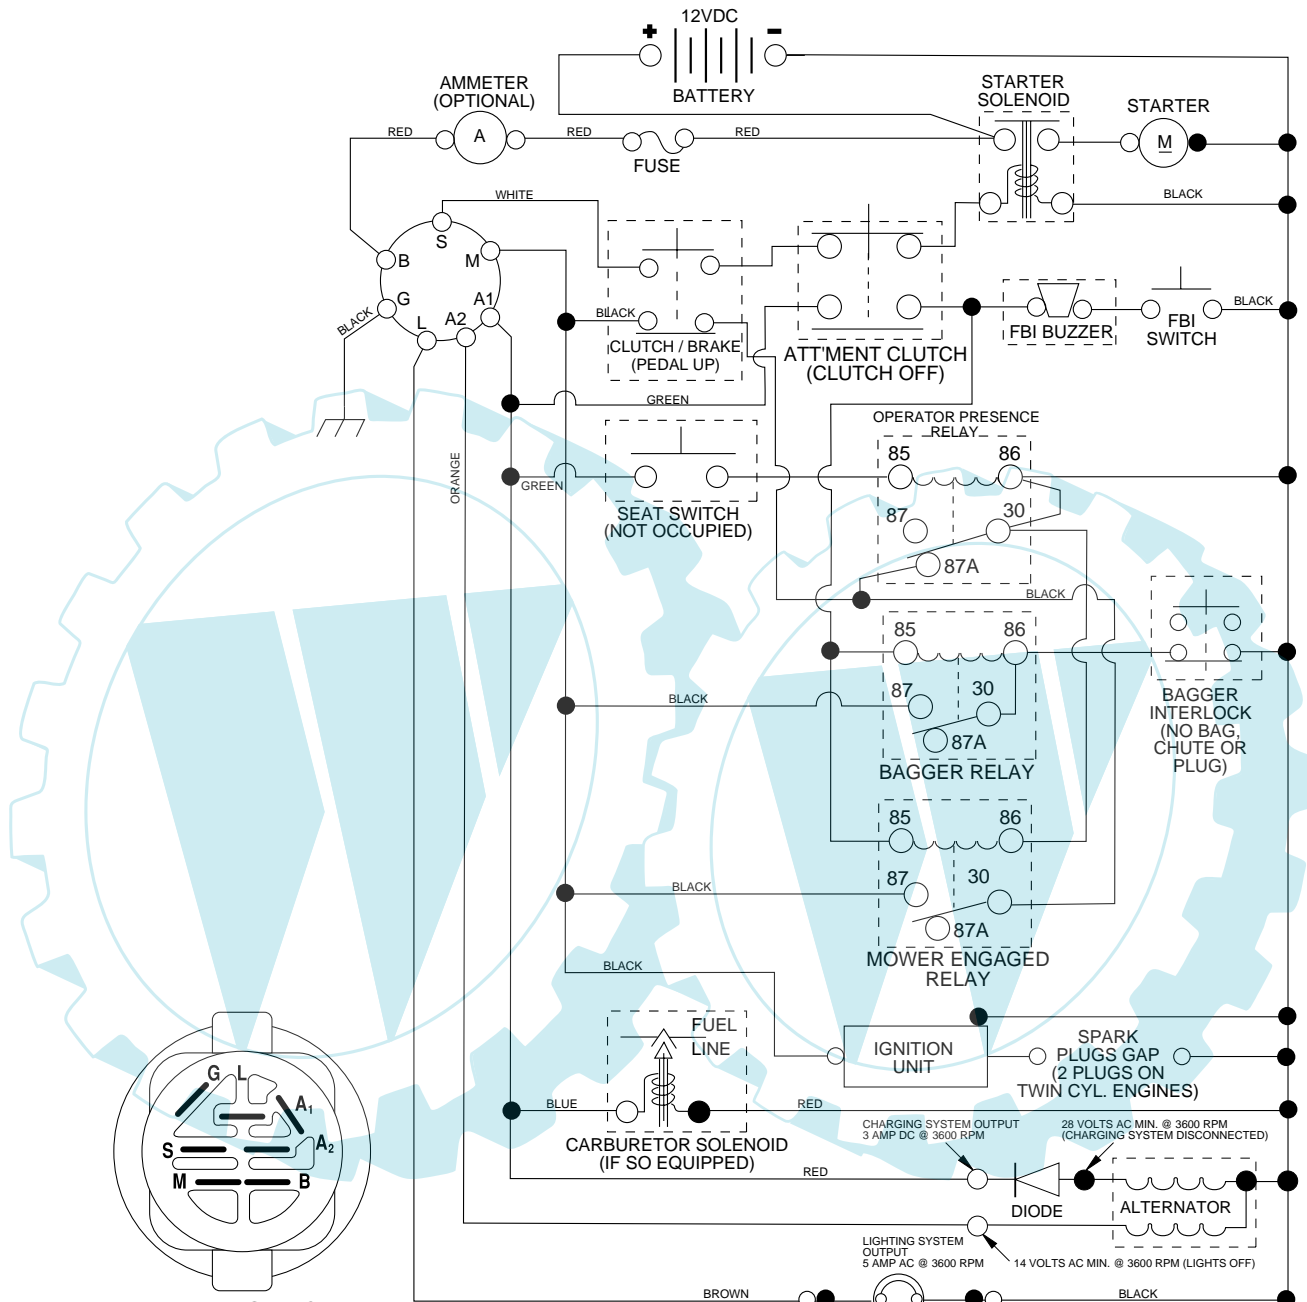 12VDC
+ −
BATTERY
AMMETER
(OPTIONAL)
STARTER
SOLENOID
STARTER
RED
A
RED
RED
FUSE
M
WHITE
BLACK
S
B
M
G
A1
L
A2
BLACK
BLACK
CLUTCH / BRAKE
(PEDAL UP)
ATT'MENT CLUTCH
(CLUTCH OFF)
FBI BUZZER
FBI
SWITCH
BLACK
GREEN
OPERATOR PRESENCE
RELAY
ORANGE
GREEN
SEAT SWITCH
(NOT OCCUPIED)
85
86
87
30
87A
BLACK
85
86
BLACK
87
30
87A
BAGGER RELAY
BAGGER
INTERLOCK
(NO BAG,
CHUTE OR
PLUG)
85
86
BLACK
87
30
87A
MOWER ENGAGED
RELAY
BLACK
FUEL
LINE
IGNITION
UNIT
SPARK
PLUGS GAP
(2 PLUGS ON
TWIN CYL. ENGINES)
BLUE
RED
CARBURETOR SOLENOID
(IF SO EQUIPPED)
CHARGING SYSTEM OUTPUT
3 AMP DC @ 3600 RPM
28 VOLTS AC MIN. @ 3600 RPM
(CHARGING SYSTEM DISCONNECTED)
RED
DIODE
ALTERNATOR
LIGHTING SYSTEM
OUTPUT
5 AMP AC @ 3600 RPM
14 VOLTS AC MIN. @ 3600 RPM (LIGHTS OFF)
BROWN
BLACK
G L
A1
S
A2
M
B